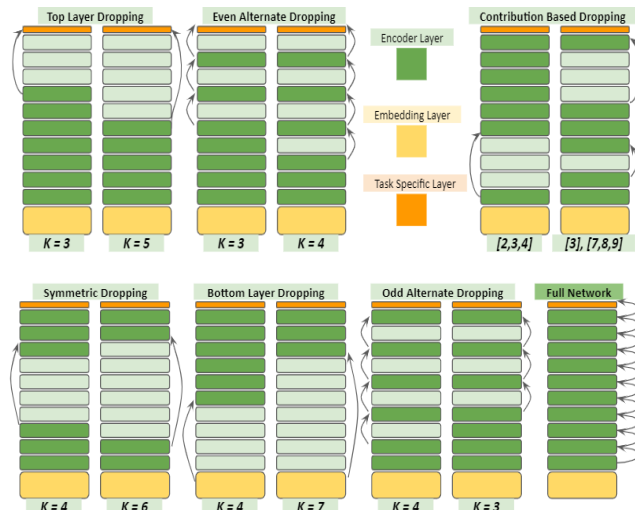 Top Layer Dropping
Even Alternate Dropping
Contribution Based Dropping
Encoder Layer
Embedding Layer
Task Specific Layer
K = 3
K = 5
K = 3
K = 4
[2,3,4]
[3], [7,8,9]
Symmetric Dropping
Bottom Layer Dropping
Odd Alternate Dropping
Full Network
K = 4
K = 6
K = 4
K = 7
K = 4
K = 3